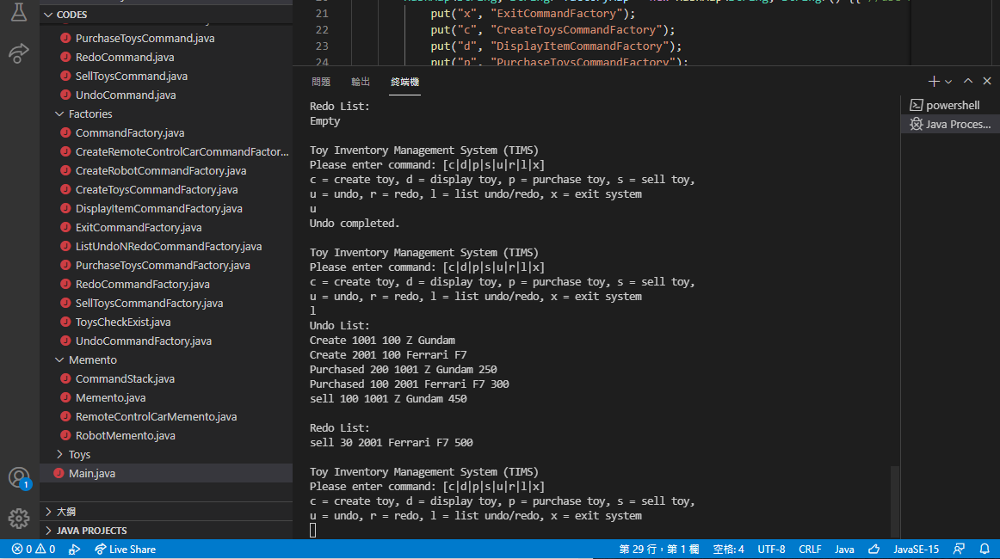 CODES
PurchaseToysCommand.java
RedoCommand.java
SellToysCommand.java
UndoCommand.java
Factories
CommandFactory.java
CreateRemoteControlCarCommandFactor...
CreateRobotCommandFactory.java
CreateToysCommandFactory.java
DisplayItemCommandFactory.java
ExitCommandFactory.java
ListUndoNRedoCommandFactory.java
PurchaseToysCommandFactory.java
RedoCommandFactory.java
SellToysCommandFactory.java
ToysCheckExist.java
UndoCommandFactory.java
Memento
CommandStack.java
Memento.java
RemoteControlCarMemento.java
RobotMemento.java
Toys
Main.java
大綱
JAVA PROJECTS
21 put("x", "ExitCommandFactory");
22 put("c", "CreateToysCommandFactory");
23 put("d", "DisplayItemCommandFactory");
24 put("p", "PurchaseToysCommandFactory");
問題 輸出 終端機
powershell
Java Proces...
Redo List:
Empty
Toy Inventory Management System (TIMS)
Please enter command: [c|d|p|s|u|r|l|x]
c = create toy, d = display toy, p = purchase toy, s = sell toy,
u = undo, r = redo, l = list undo/redo, x = exit system
u
Undo completed.
Toy Inventory Management System (TIMS)
Please enter command: [c|d|p|s|u|r|l|x]
c = create toy, d = display toy, p = purchase toy, s = sell toy,
u = undo, r = redo, l = list undo/redo, x = exit system
l
Undo List:
Create 1001 100 Z Gundam
Create 2001 100 Ferrari F7
Purchased 200 1001 Z Gundam 250
Purchased 100 2001 Ferrari F7 300
sell 100 1001 Z Gundam 450
Redo List:
sell 30 2001 Ferrari F7 500
Toy Inventory Management System (TIMS)
Please enter command: [c|d|p|s|u|r|l|x]
c = create toy, d = display toy, p = purchase toy, s = sell toy,
u = undo, r = redo, l = list undo/redo, x = exit system
1
0 0 Live Share 第 29 行，第 1 欄 空格: 4 UTF-8 CRLF Java JavaSE-15